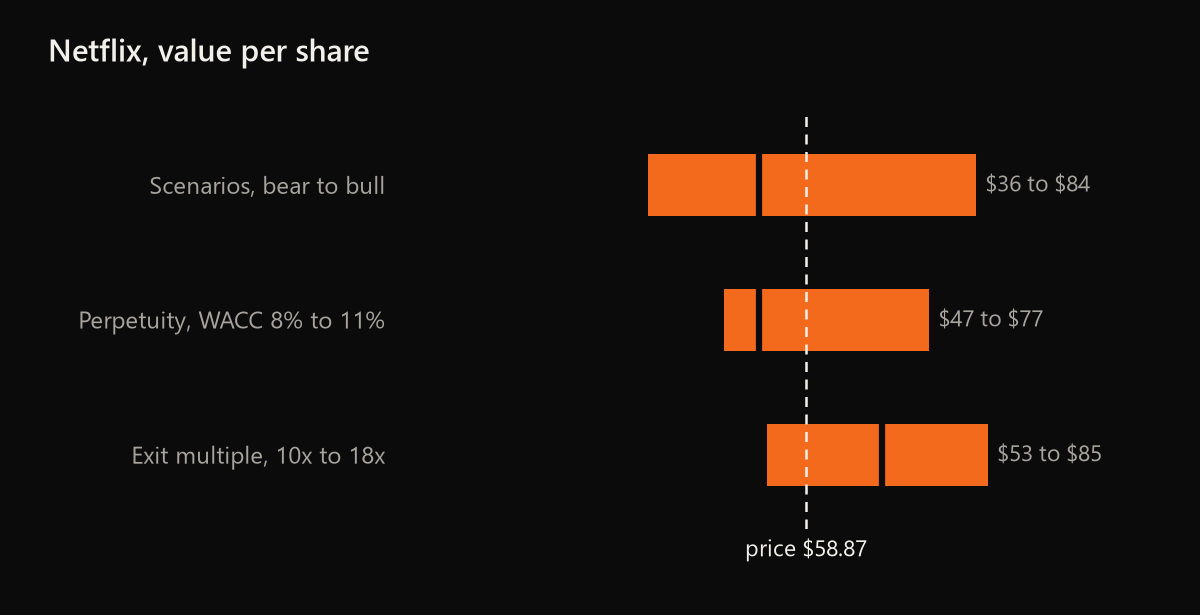 Netflix, value per share
Scenarios, bear to bull
$36 to $84
Perpetuity, WACC 8% to 11%
$47 to $77
Exit multiple, 10x to 18x
$53 to $85
price $58.87